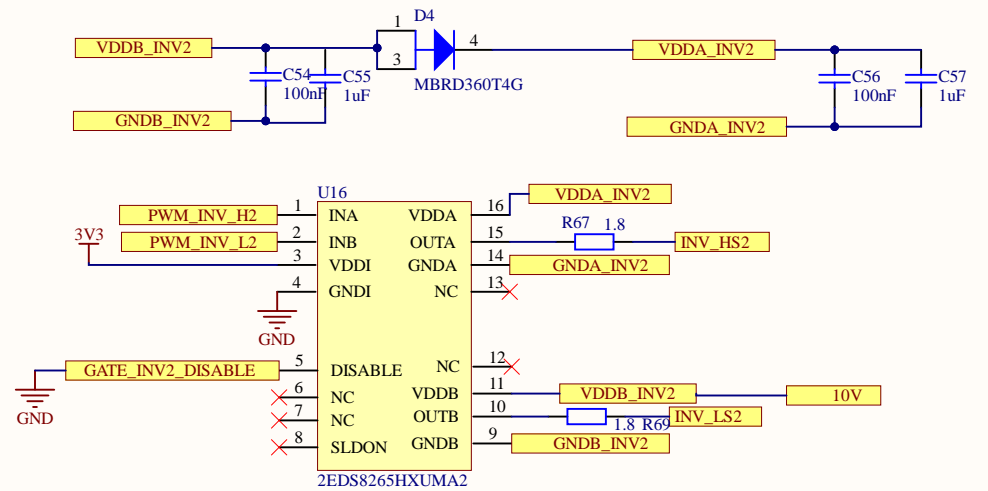 1 D4
VDDB_INV2 4 VDDA_INV2
3
C54 C55 MBRD360T4G C56 C57
100nF 1uF 100nF 1uF
GNDB_INV2 GNDA_INV2
U16 VDDA_INV2
PWM_INV_H2 1 INA VDDA 16
R67 1.8
3V3 PWM_INV_L2 2 INB OUTA 15 INV_HS2
3 VDDI GNDA 14 GNDA_INV2
4 GNDI NC 13
GND
GATE_INV2_DISABLE 5 DISABLE NC 12
GND 6 NC VDDB 11 VDDB_INV2 10V
7 NC OUTB 10 INV_LS2
1.8 R69
8 SLDON GNDB 9 GNDB_INV2
2EDS8265HXUMA2